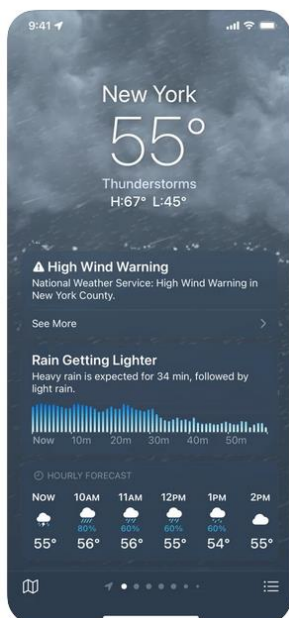 9:41
New York
55°
Thunderstorms
H:67° L:45°
High Wind Warning
National Weather Service: High Wind Warning in
New York County.
See More
Rain Getting Lighter
Heavy rain is expected for 34 min, followed by
light rain.
Now 10m 20m 30m 40m 50m
HOURLY FORECAST
Now 10AM 11AM 12PM 1PM 2PM
80% 60% 60% 60%
55° 56° 56° 55° 54° 55°